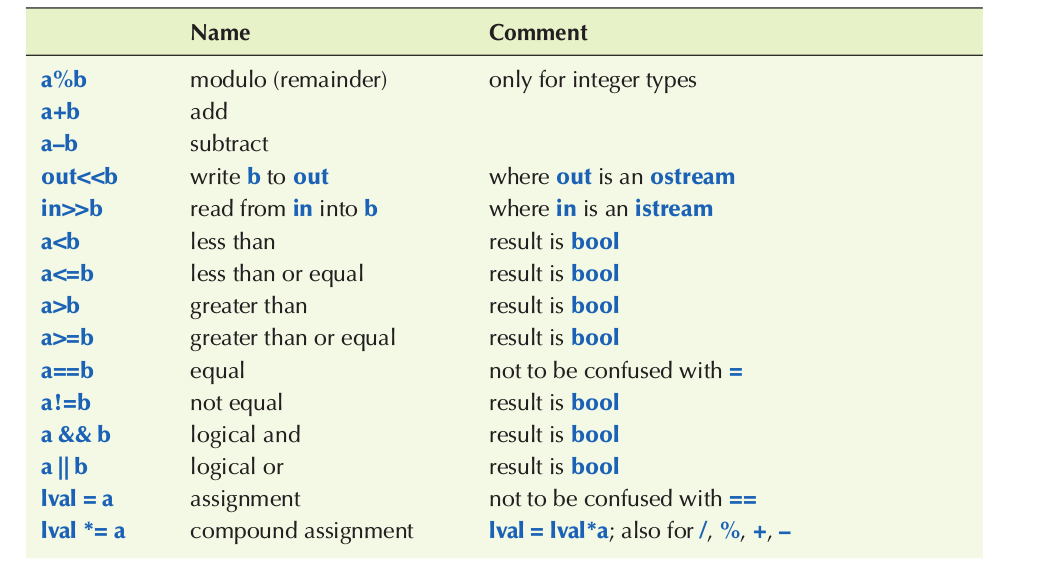 Name Comment
a%b modulo (remainder) only for integer types
a+b add
a–b subtract
out<<b write b to out where out is an ostream
in>>b read from in into b where in is an istream
a<b less than result is bool
a<=b less than or equal result is bool
a>b greater than result is bool
a>=b greater than or equal result is bool
a==b equal not to be confused with =
a!=b not equal result is bool
a && b logical and result is bool
a || b logical or result is bool
lval = a assignment not to be confused with ==
lval *= a compound assignment lval = lval*a; also for /, %, +, –